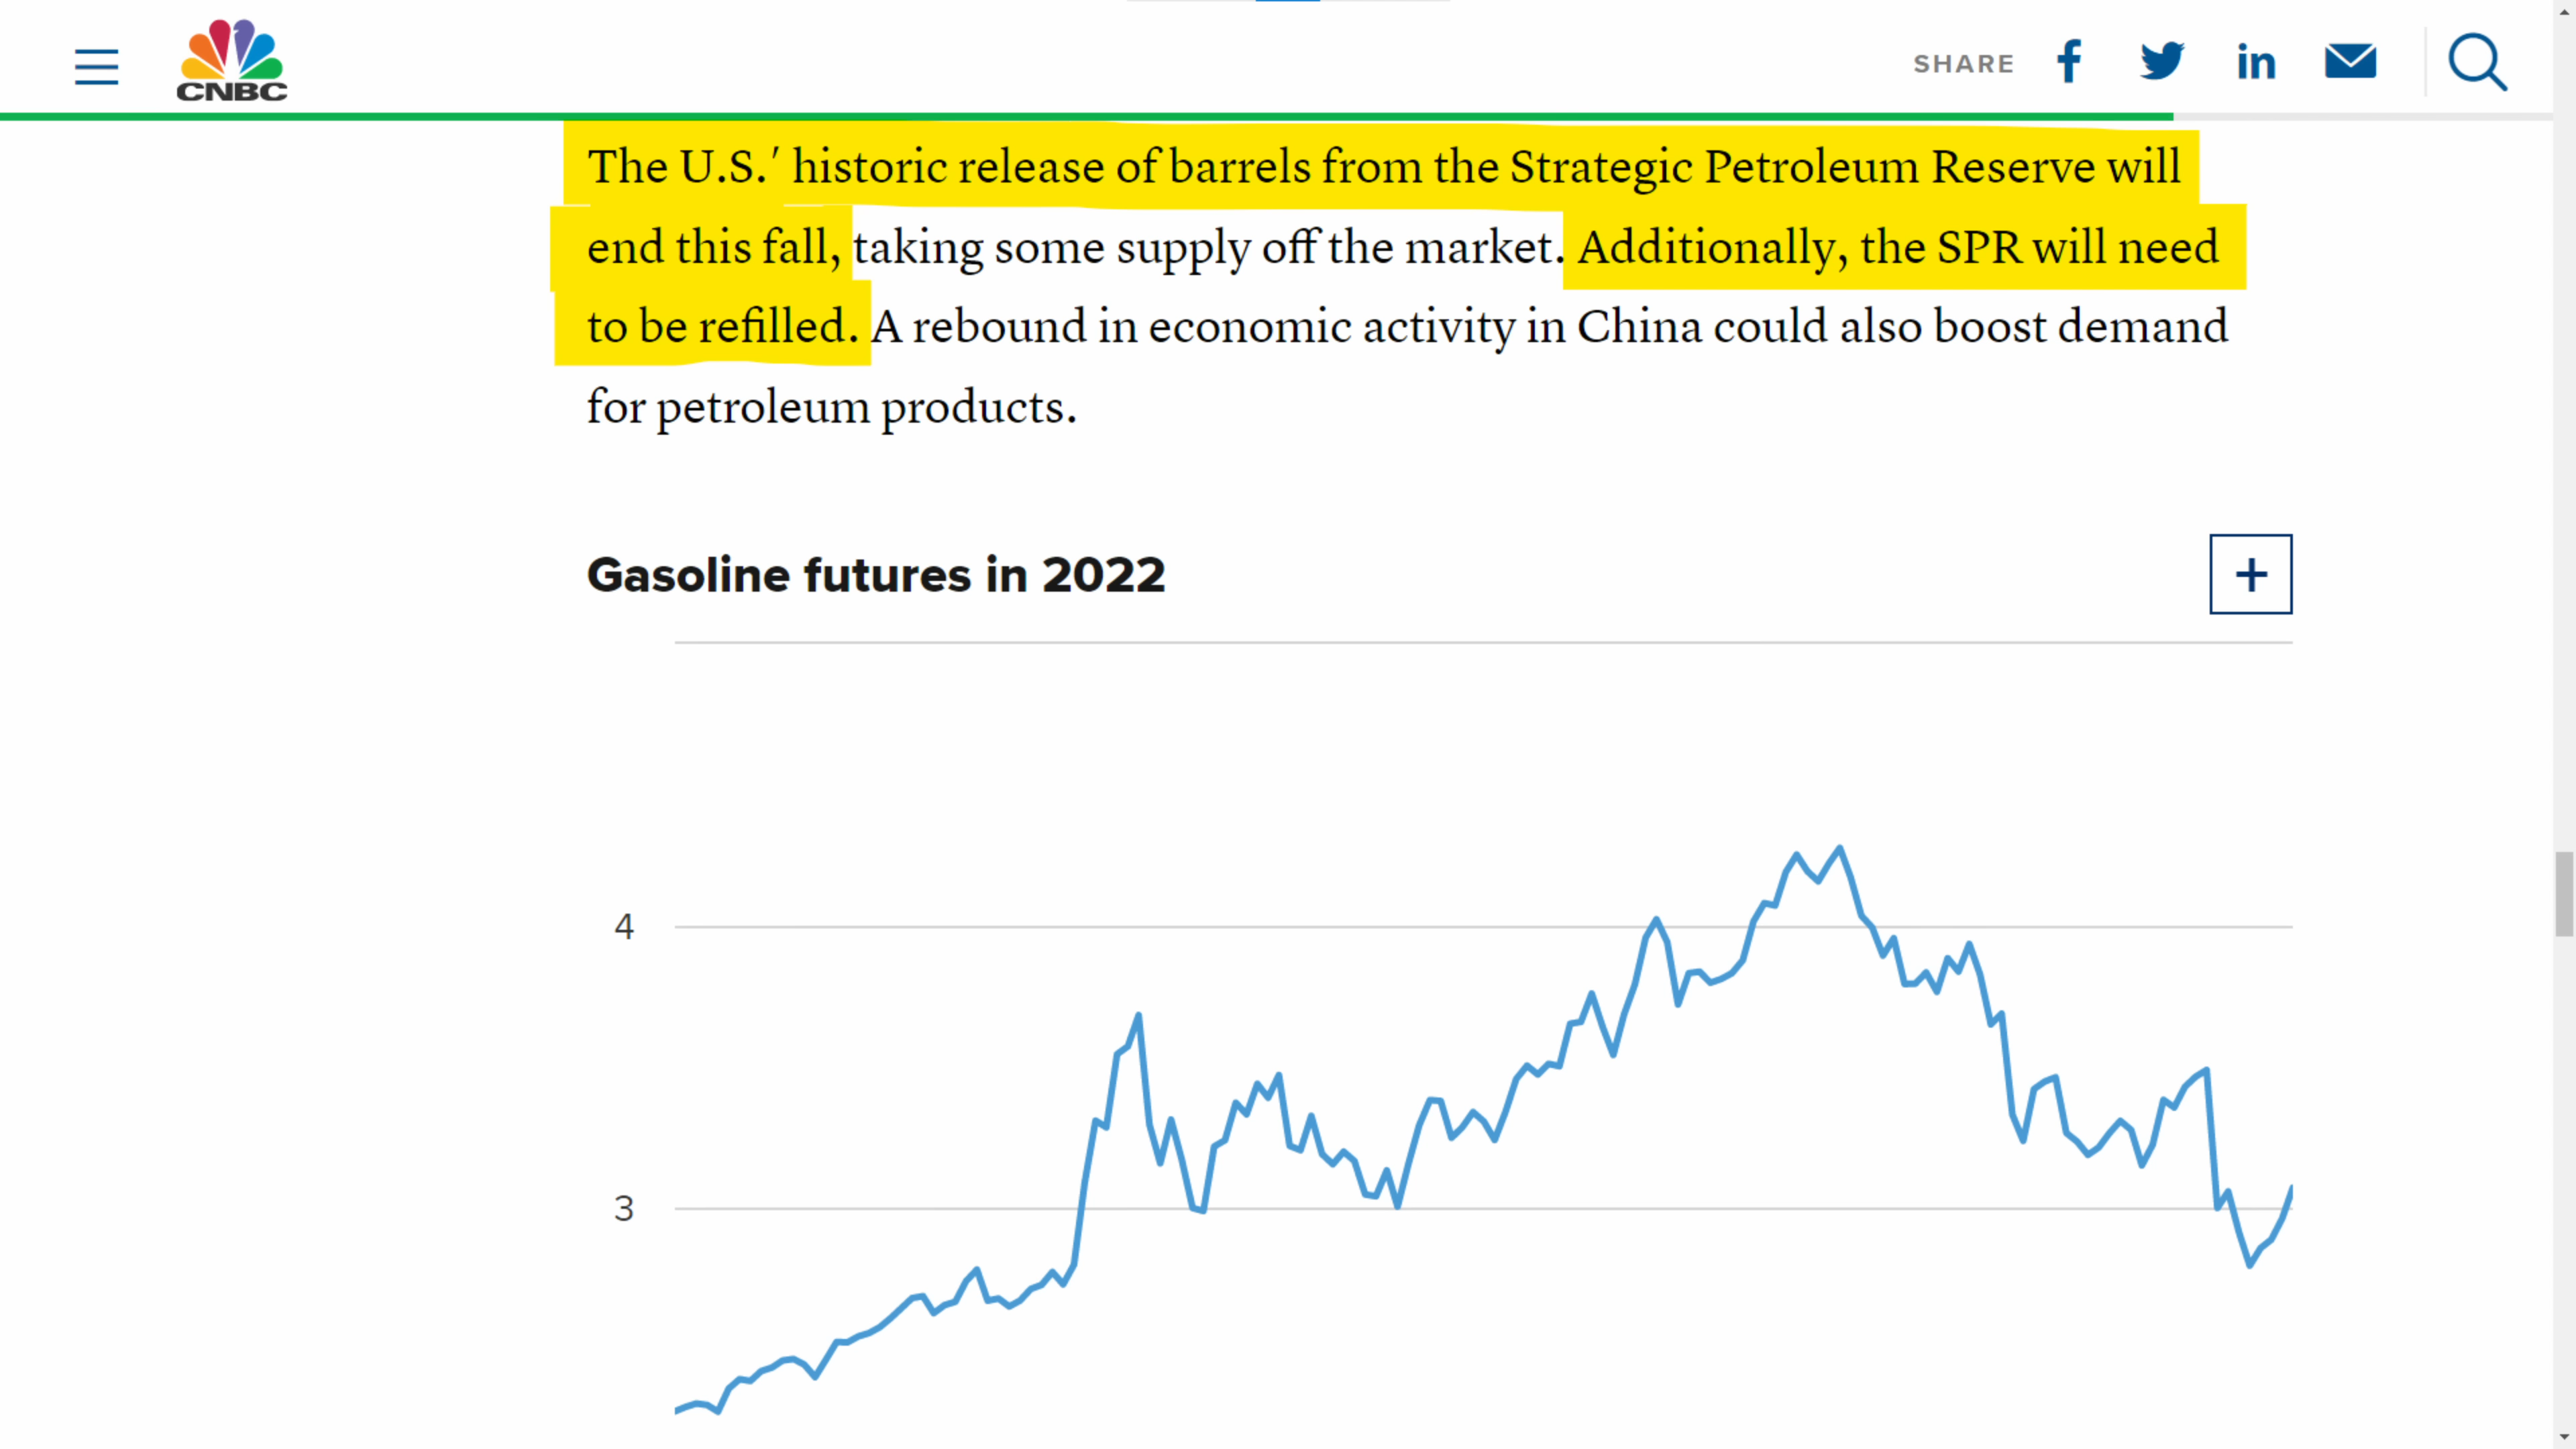 CNBC
SHARE
The U.S.′ historic release of barrels from the Strategic Petroleum Reserve will
end this fall, taking some supply off the market. Additionally, the SPR will need
to be refilled. A rebound in economic activity in China could also boost demand
for petroleum products.
Gasoline futures in 2022
+
4
3